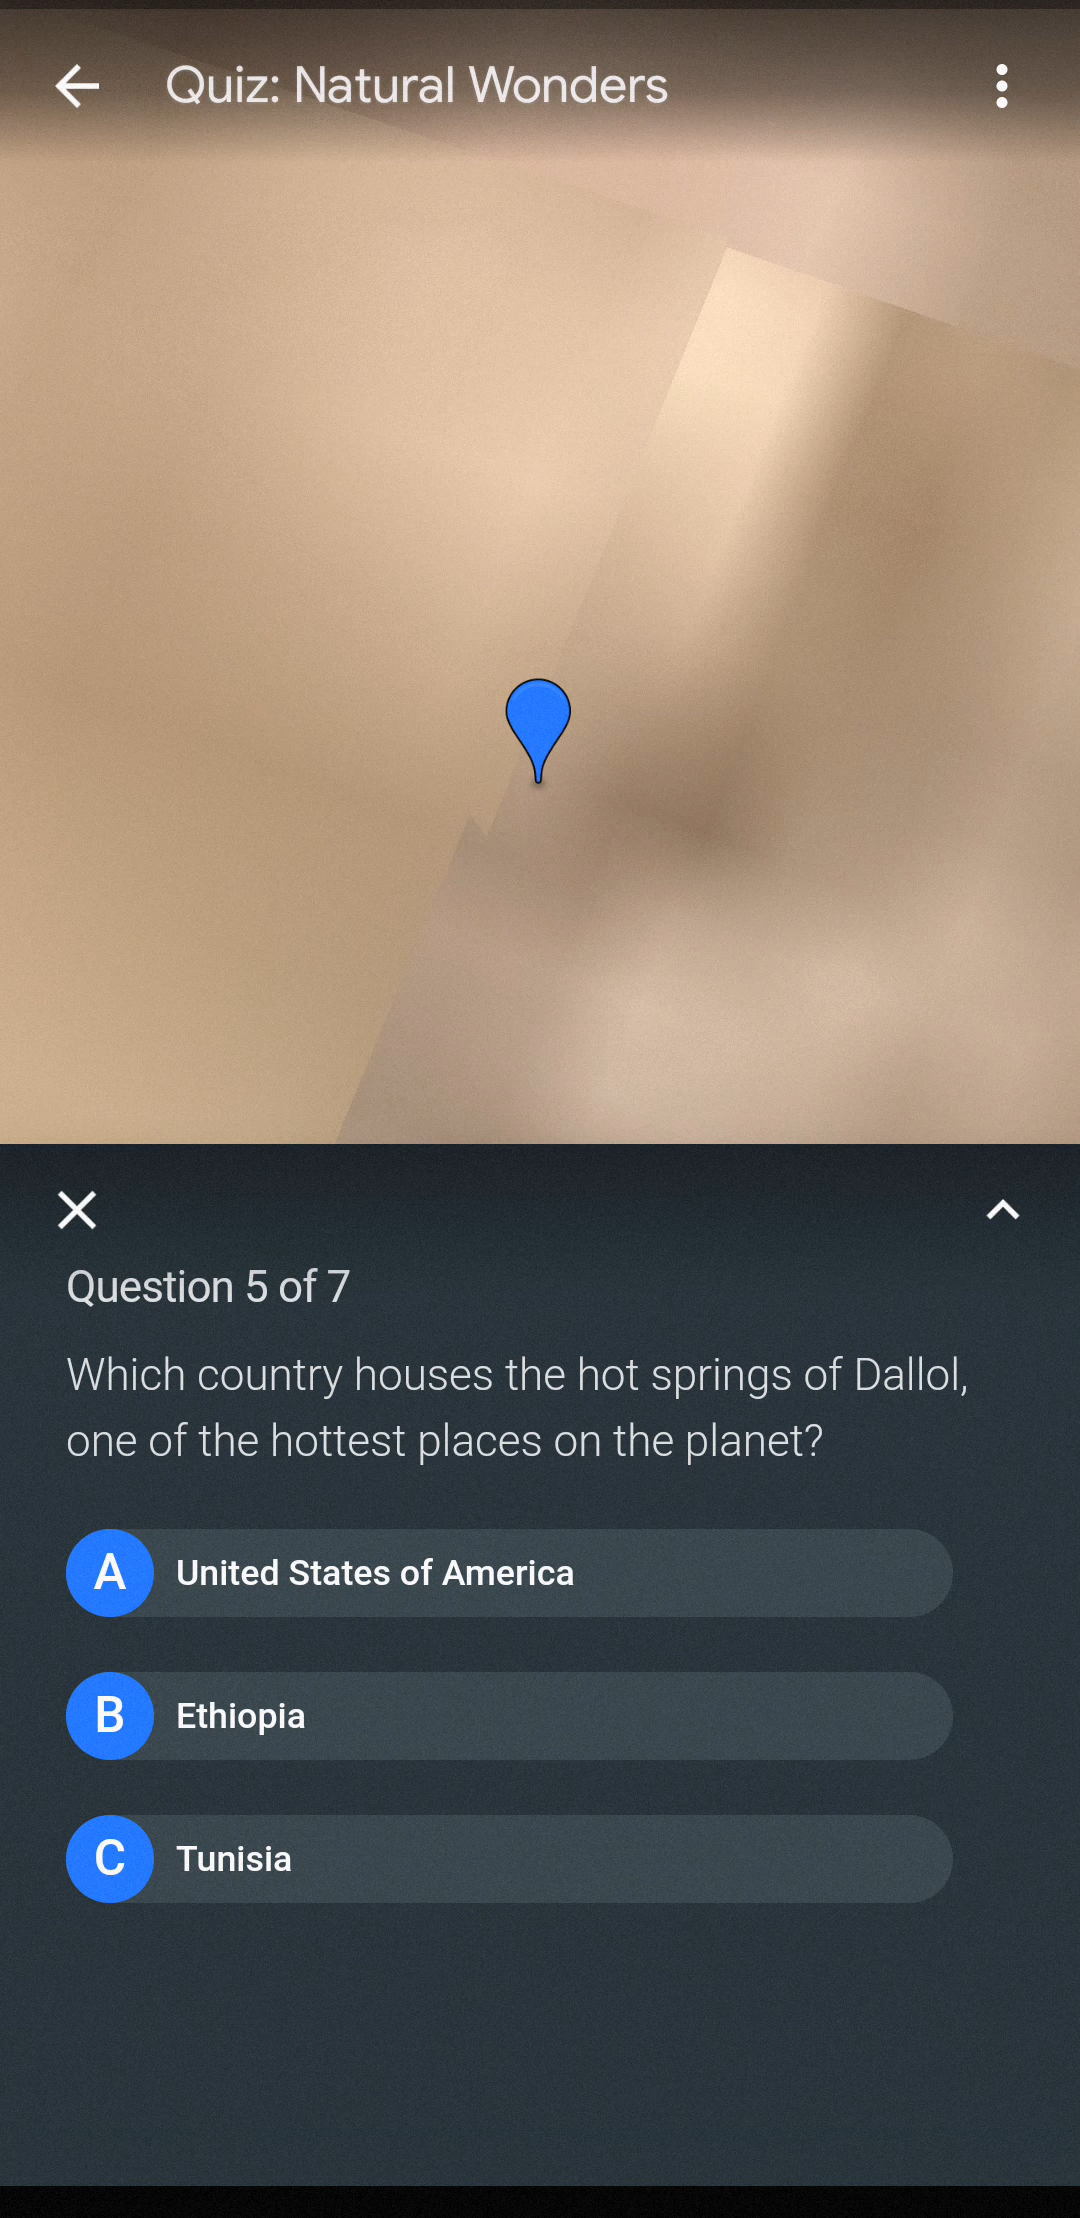 Quiz: Natural Wonders
Question 5 of 7
Which country houses the hot springs of Dallol,
one of the hottest places on the planet?
A United States of America
B Ethiopia
C Tunisia